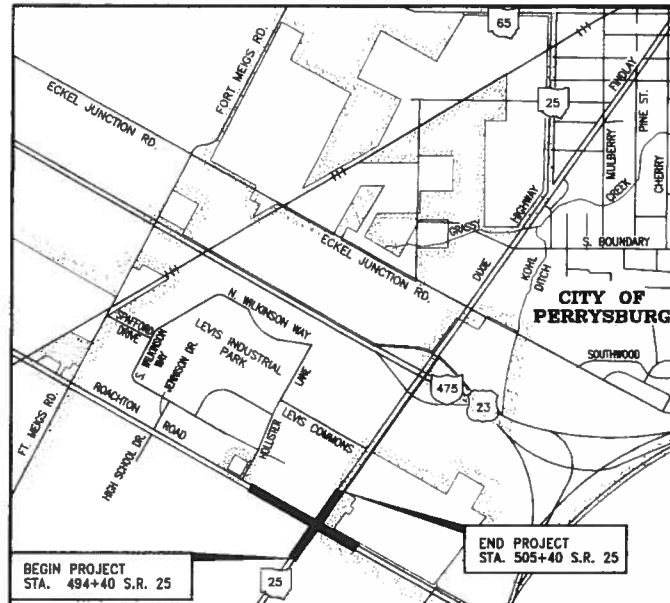 65
FORT MEIGS RD.
FINDLAY
ECKEL JUNCTION RD.
25
PINE ST.
MULBERRY
CHERRY
CREEK
HIGHWAY
GRASSY
S. BOUNDARY
ECKEL JUNCTION RD.
DIXIE
KOHL
DITCH
CITY OF
PERRYSBURG
N. WILKINSON WAY
SPAFFORD
DRIVE
S. WILKINSON
WAY
JENNISON DR.
LEVIS INDUSTRIAL
PARK
LANE
SOUTHWOOD
475
23
ROACHTON
ROAD
FT. MEIGS RD.
HIGH SCHOOL DR.
HOLLISTER
LEVIS COMMONS
END PROJECT
STA. 505+40 S.R. 25
BEGIN PROJECT
STA. 494+40 S.R. 25
25